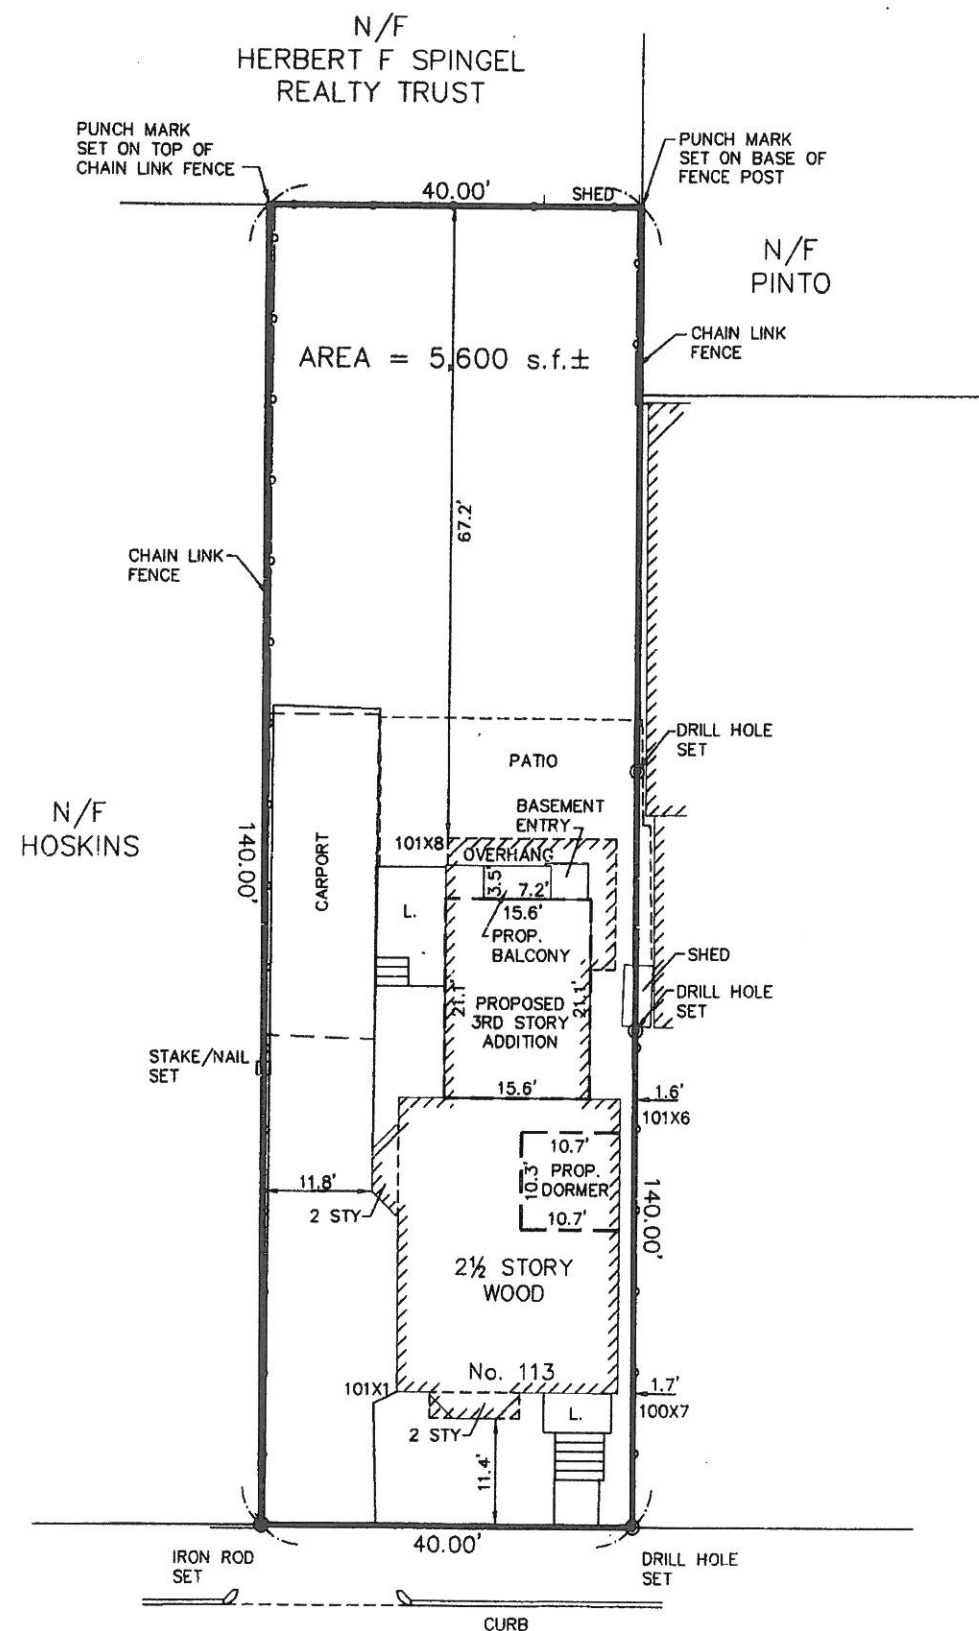 N/F
HERBERT F SPINGEL
REALTY TRUST
PUNCH MARK
SET ON TOP OF
CHAIN LINK FENCE
PUNCH MARK
SET ON BASE OF
FENCE POST
40.00'
SHED
N/F
PINTO
CHAIN LINK
FENCE
AREA = 5,600 s.f.±
67.2'
CHAIN LINK
FENCE
DRILL HOLE
SET
PATIO
N/F
HOSKINS
140.00'
CARPORT
BASEMENT
ENTRY
101X8
OVERHANG
3.5'
7.2'
15.6'
L.
PROP.
BALCONY
SHED
DRILL HOLE
SET
21.1'
PROPOSED
3RD STORY
ADDITION
21.1'
STAKE/NAIL
SET
15.6'
1.6'
101X6
10.7'
10.3'
PROP.
DORMER
10.7'
140.00'
11.8'
2 STY
2½ STORY
WOOD
No. 113
101X1
1.7'
100X7
L.
2 STY
11.4'
40.00'
IRON ROD
SET
DRILL HOLE
SET
CURB